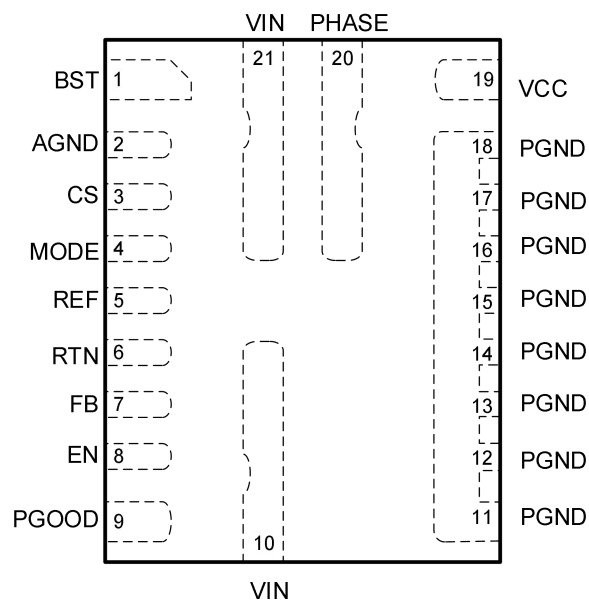 VIN PHASE
21 20
BST 1 19 VCC
AGND 2 18 PGND
CS 3 17 PGND
MODE 4 16 PGND
REF 5 15 PGND
RTN 6 14 PGND
FB 7 13 PGND
EN 8 12 PGND
PGOOD 9 11 PGND
10
VIN